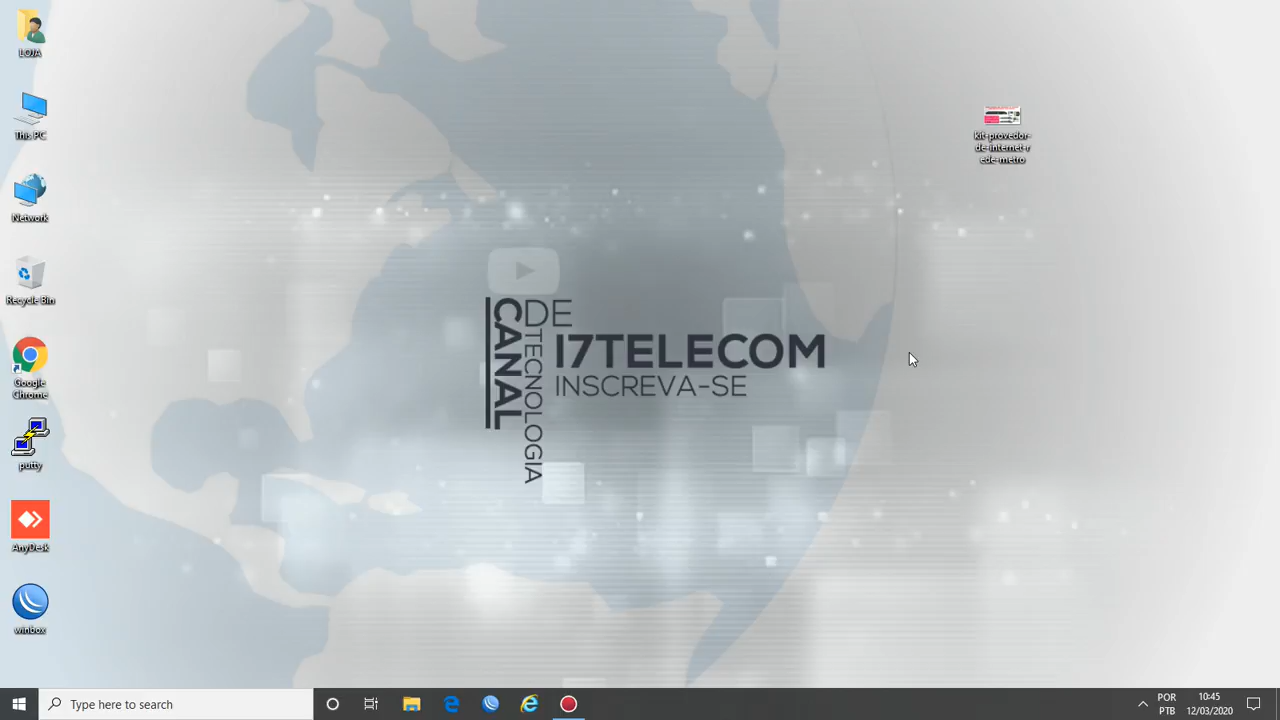 LOJA
This PC
Network
Recycle Bin
Google
Chrome
putty
AnyDesk
winbox
kit-provedor-
de-internet-r
ede-metro
CANAL
DE
TECNOLOGIA
I7TELECOM
INSCREVA-SE
Type here to search
POR
PTB
10:45
12/03/2020